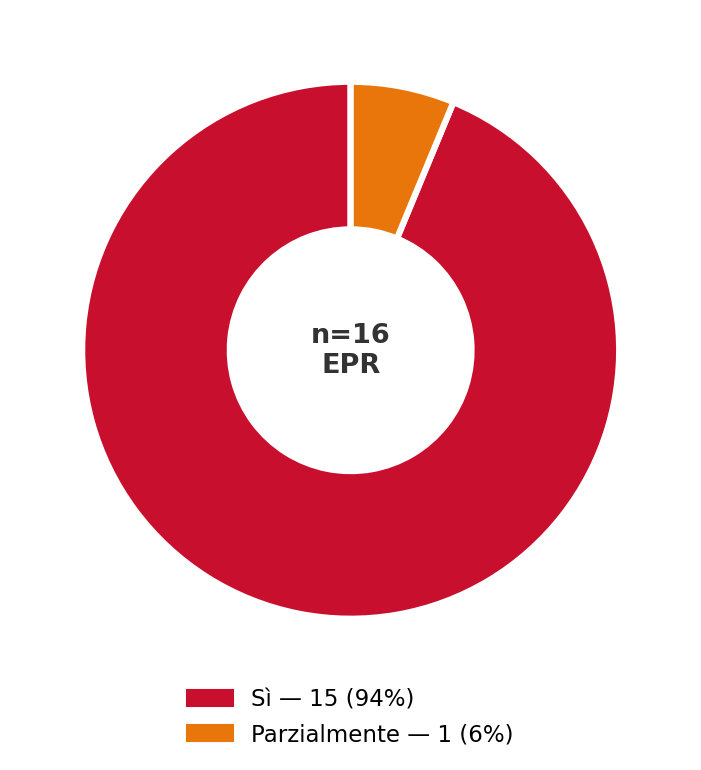 n=16
EPR
Sì — 15 (94%)
Parzialmente — 1 (6%)